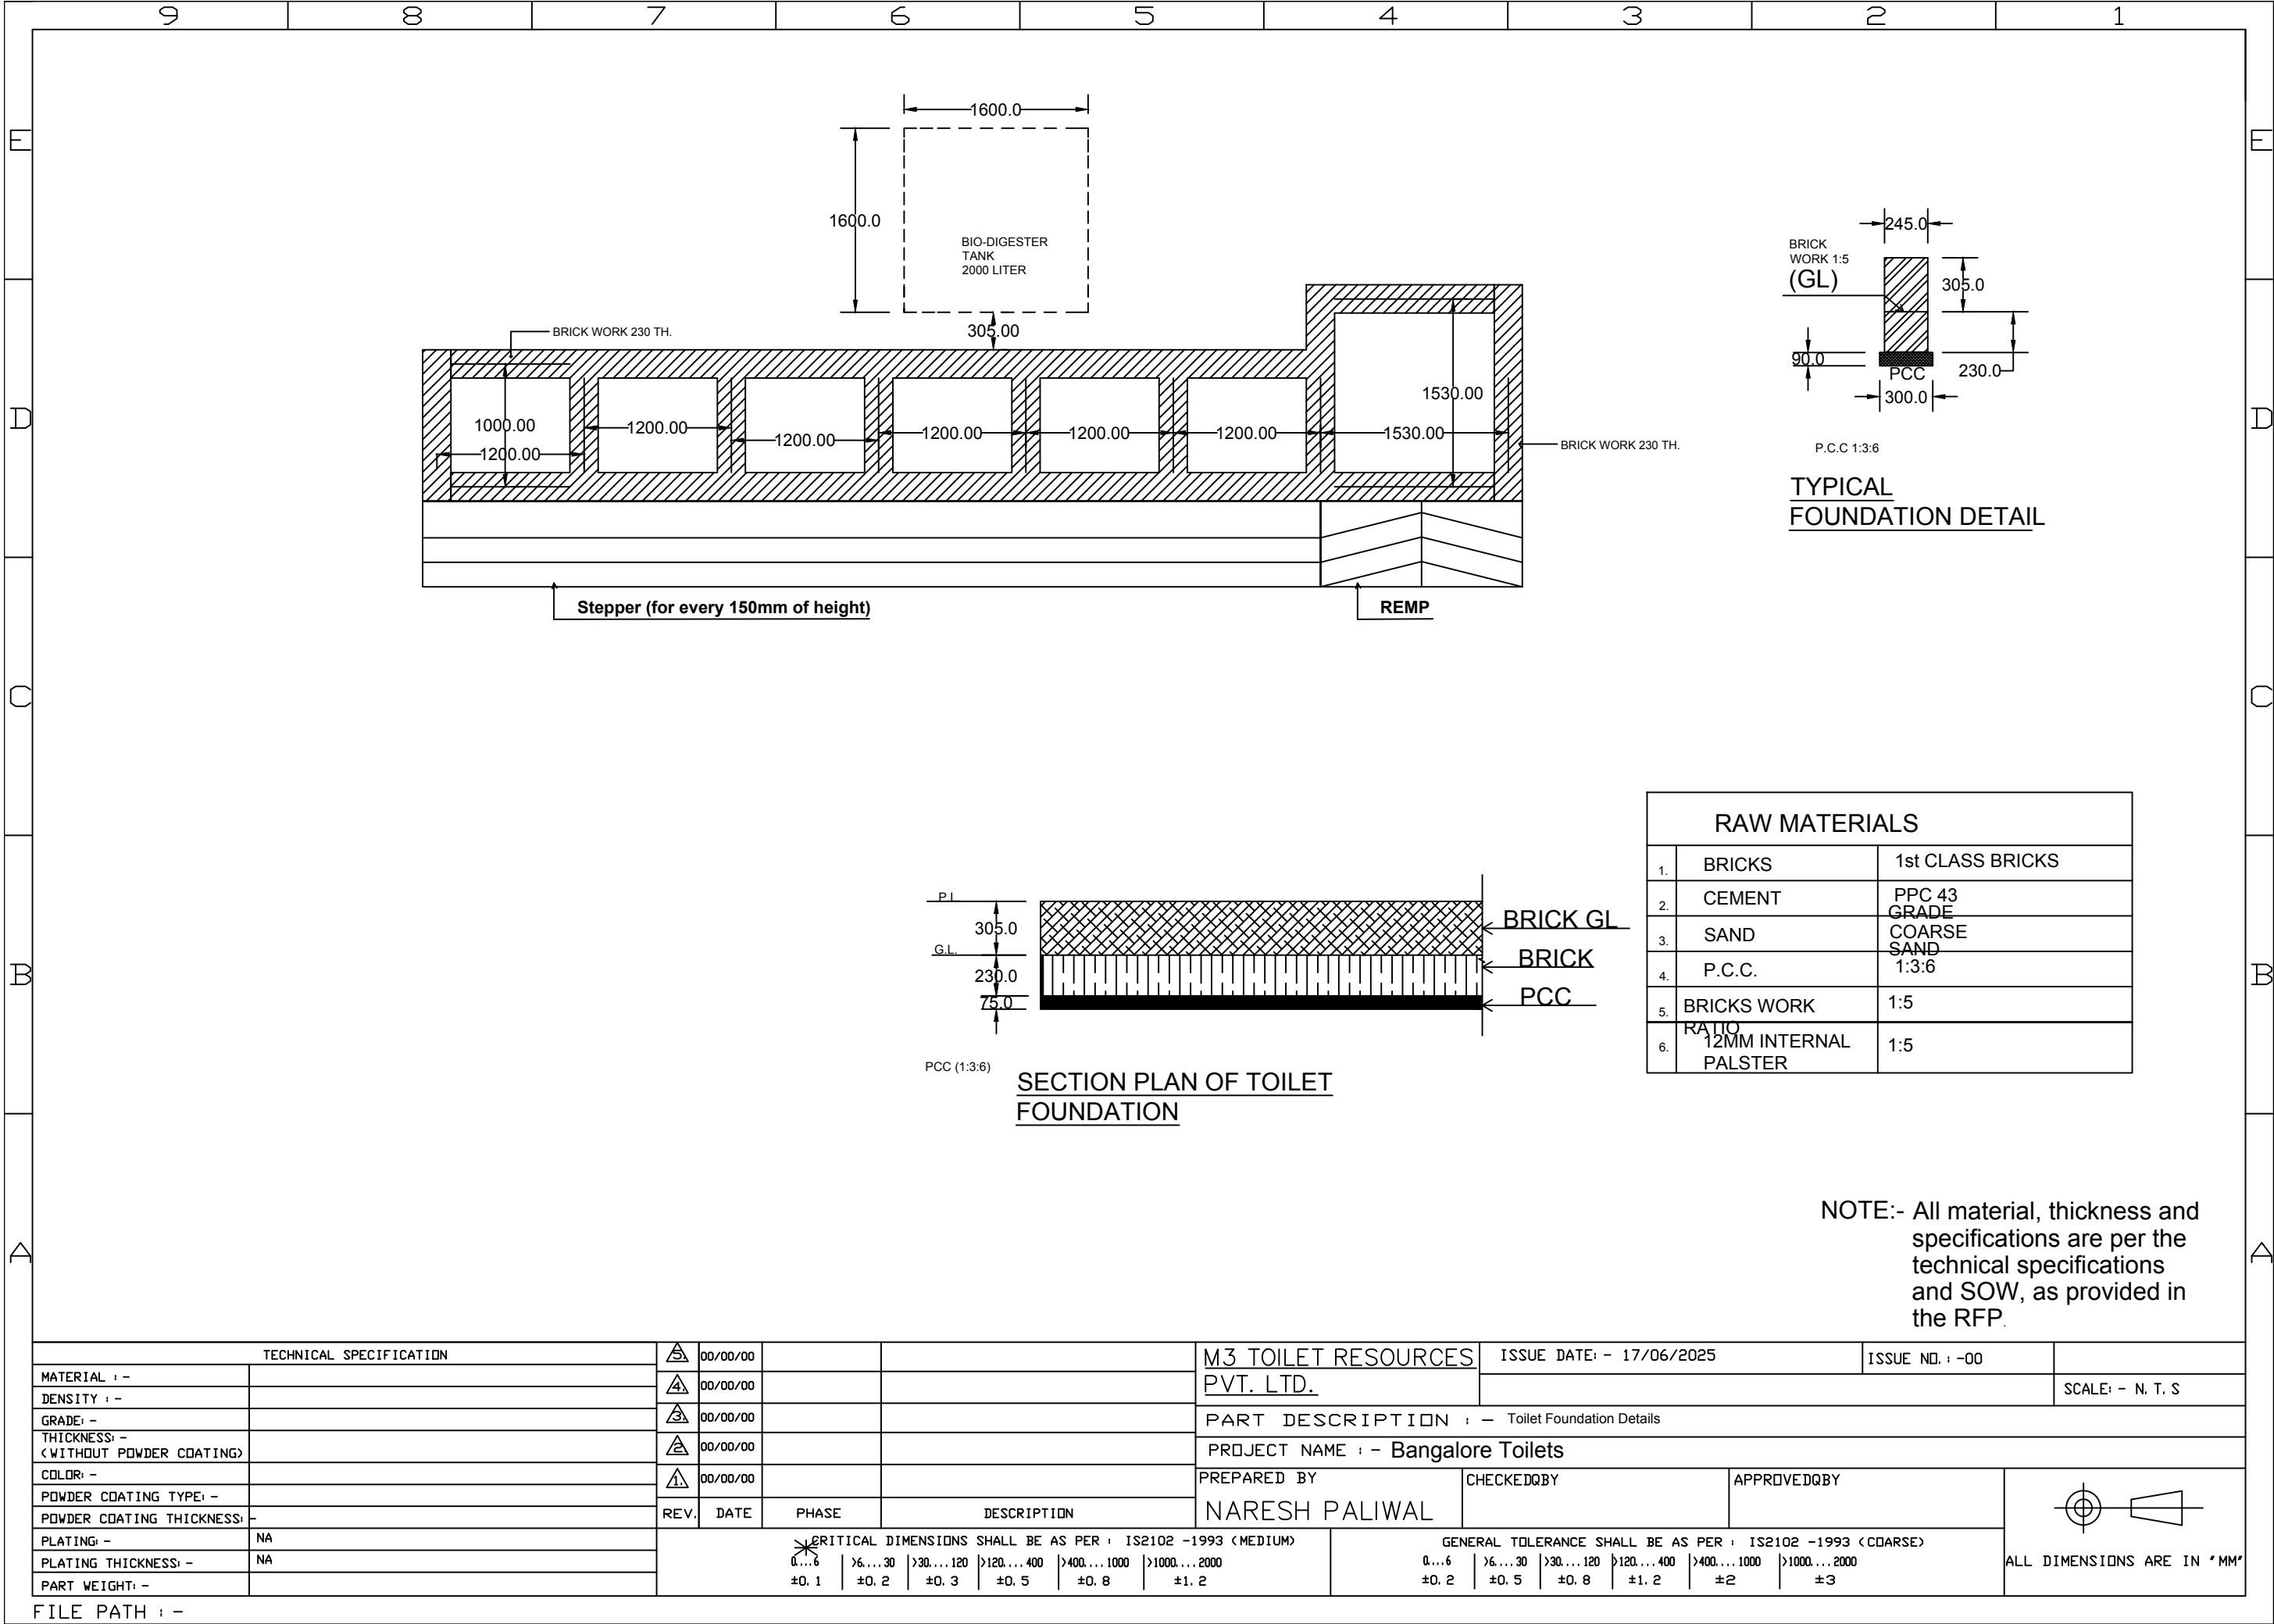 9 8 7 6 5 4 3 2 1
E E
D D
C C
B B
A A
1600.0
1600.0
BIO-DIGESTER
TANK
2000 LITER
305.00
BRICK WORK 230 TH.
1000.00
1200.00
1200.00
1200.00
1200.00
1200.00
1200.00
1530.00
1530.00
BRICK WORK 230 TH.
Stepper (for every 150mm of height)
REMP
245.0
BRICK
WORK 1:5
(GL)
305.0
90.0
PCC
230.0
300.0
P.C.C 1:3:6
TYPICAL
FOUNDATION DETAIL
P.L.
305.0
G.L.
230.0
75.0
BRICK GL
BRICK
PCC
PCC (1:3:6)
SECTION PLAN OF TOILET
FOUNDATION
RAW MATERIALS
1. BRICKS 1st CLASS BRICKS
2. CEMENT PPC 43
GRADE
3. SAND COARSE
SAND
4. P.C.C. 1:3:6
5. BRICKS WORK 1:5
RATIO
6. 12MM INTERNAL 1:5
PALSTER
NOTE:- All material, thickness and
specifications are per the
technical specifications
and SOW, as provided in
the RFP.
TECHNICAL SPECIFICATION
MATERIAL : -
DENSITY : -
GRADE: -
THICKNESS: -
(WITHOUT POWDER COATING)
COLOR: -
POWDER COATING TYPE: -
POWDER COATING THICKNESS: -
PLATING: - NA
PLATING THICKNESS: - NA
PART WEIGHT: -
5. 00/00/00
4. 00/00/00
3. 00/00/00
2. 00/00/00
1. 00/00/00
REV. DATE PHASE DESCRIPTION
M3 TOILET RESOURCES
PVT. LTD.
ISSUE DATE: - 17/06/2025
ISSUE NO. : -00
SCALE: - N. T. S
PART DESCRIPTION : - Toilet Foundation Details
PROJECT NAME : - Bangalore Toilets
PREPARED BY
NARESH PALIWAL
CHECKEDQBY
APPROVEDQBY
CRITICAL DIMENSIONS SHALL BE AS PER : IS2102 -1993 (MEDIUM)
0...6 >6....30 >30....120 >120....400 >400....1000 >1000....2000
±0.1 ±0.2 ±0.3 ±0.5 ±0.8 ±1.2
GENERAL TOLERANCE SHALL BE AS PER : IS2102 -1993 (COARSE)
0...6 >6....30 >30....120 >120....400 >400....1000 >1000....2000
±0.2 ±0.5 ±0.8 ±1.2 ±2 ±3
ALL DIMENSIONS ARE IN "MM"
FILE PATH : -